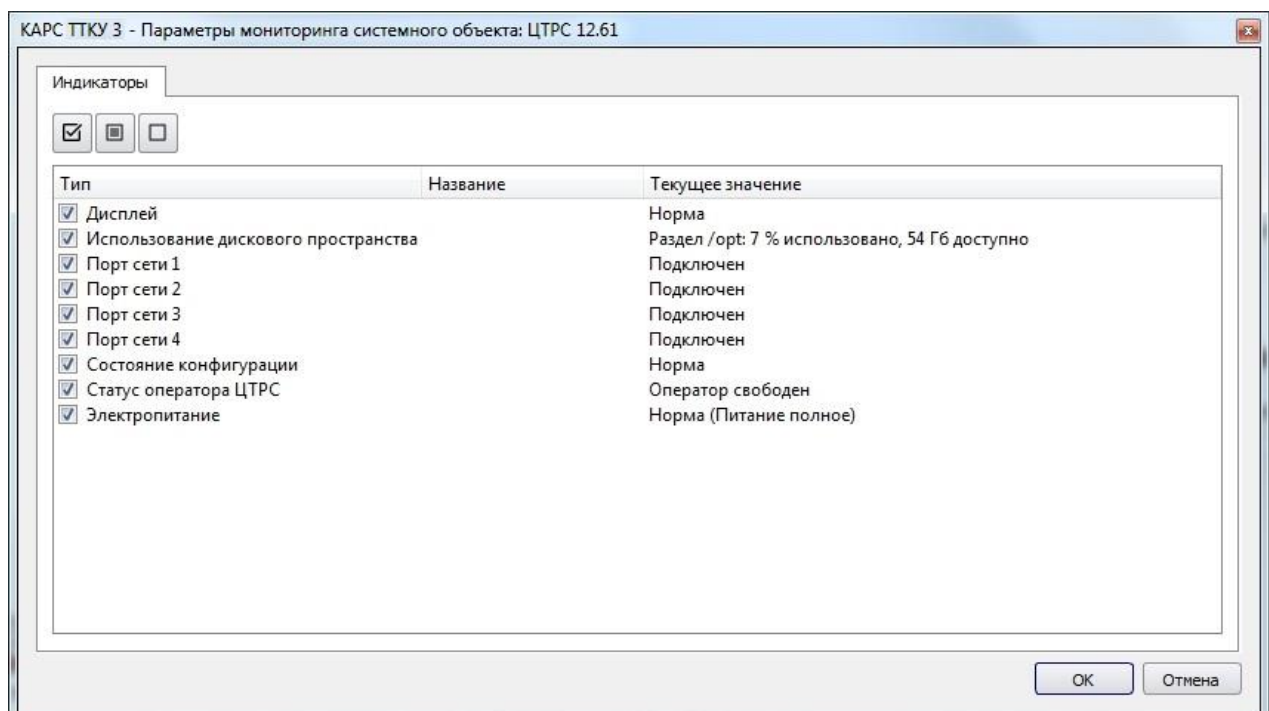 КАРС ТТКУ 3 - Параметры мониторинга системного объекта: ЦТРС 12.61
Индикаторы
Тип Название Текущее значение
Дисплей Норма
Использование дискового пространства Раздел /opt: 7 % использовано, 54 Гб доступно
Порт сети 1 Подключен
Порт сети 2 Подключен
Порт сети 3 Подключен
Порт сети 4 Подключен
Состояние конфигурации Норма
Статус оператора ЦТРС Оператор свободен
Электропитание Норма (Питание полное)
ОК Отмена